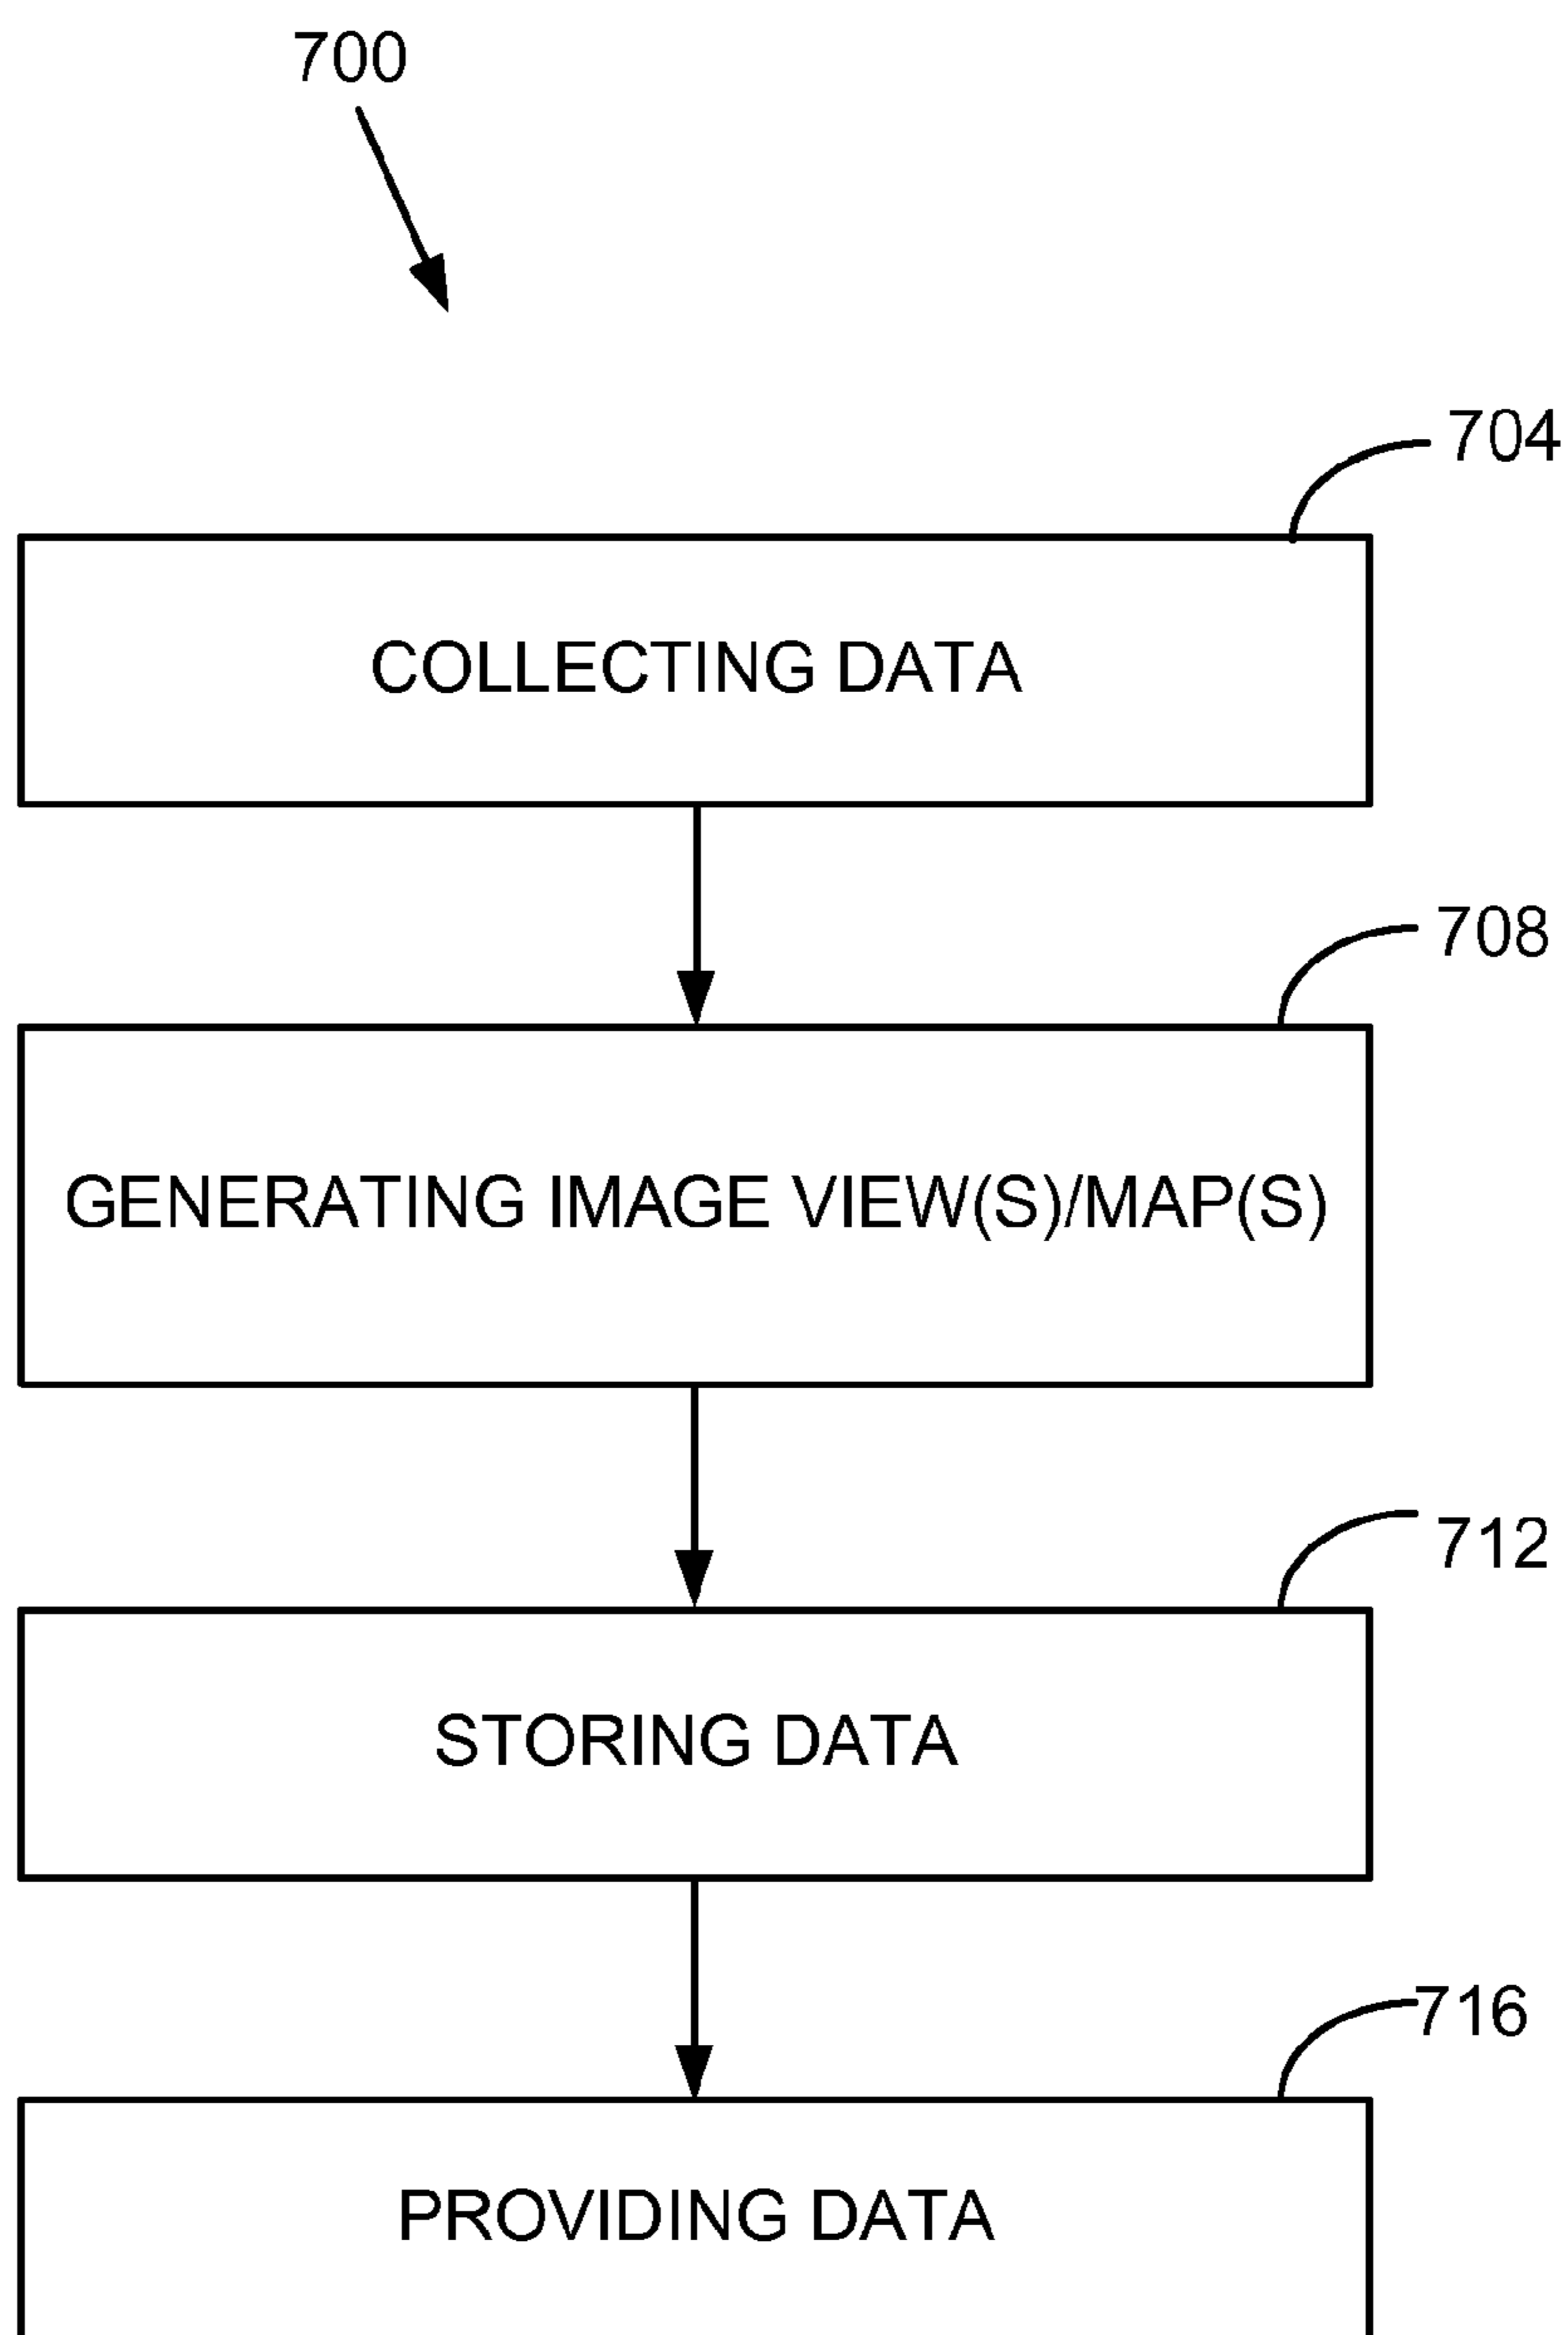 700
704
COLLECTING DATA
708
GENERATING IMAGE VIEW(S)/MAP(S)
712
STORING DATA
716
PROVIDING DATA